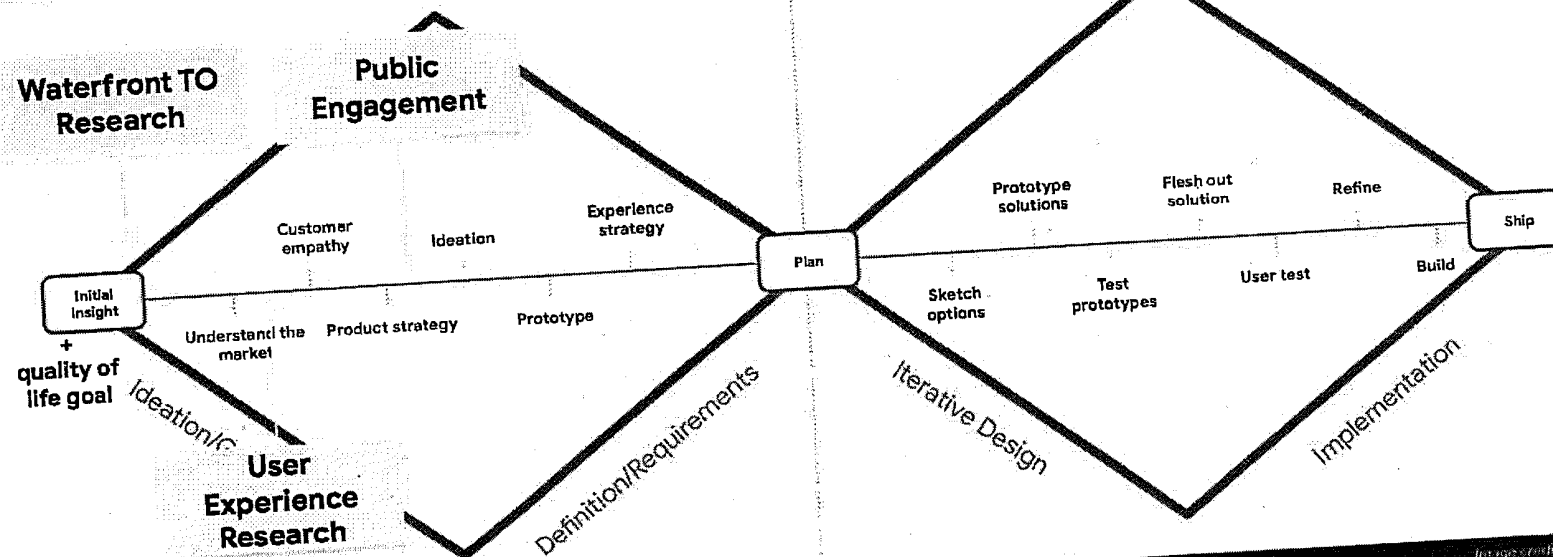 Waterfront TO
Research
Public
Engagement
Customer
empathy
Ideation
Experience
strategy
Prototype
solutions
Flesh out
solution
Refine
Initial
Insight
Plan
Ship
Understand the
market
Product strategy
Prototype
Sketch
options
Test
prototypes
User test
Build
+
quality of
life goal
Definition/Requirements
Iterative Design
Implementation
User
Experience
Research